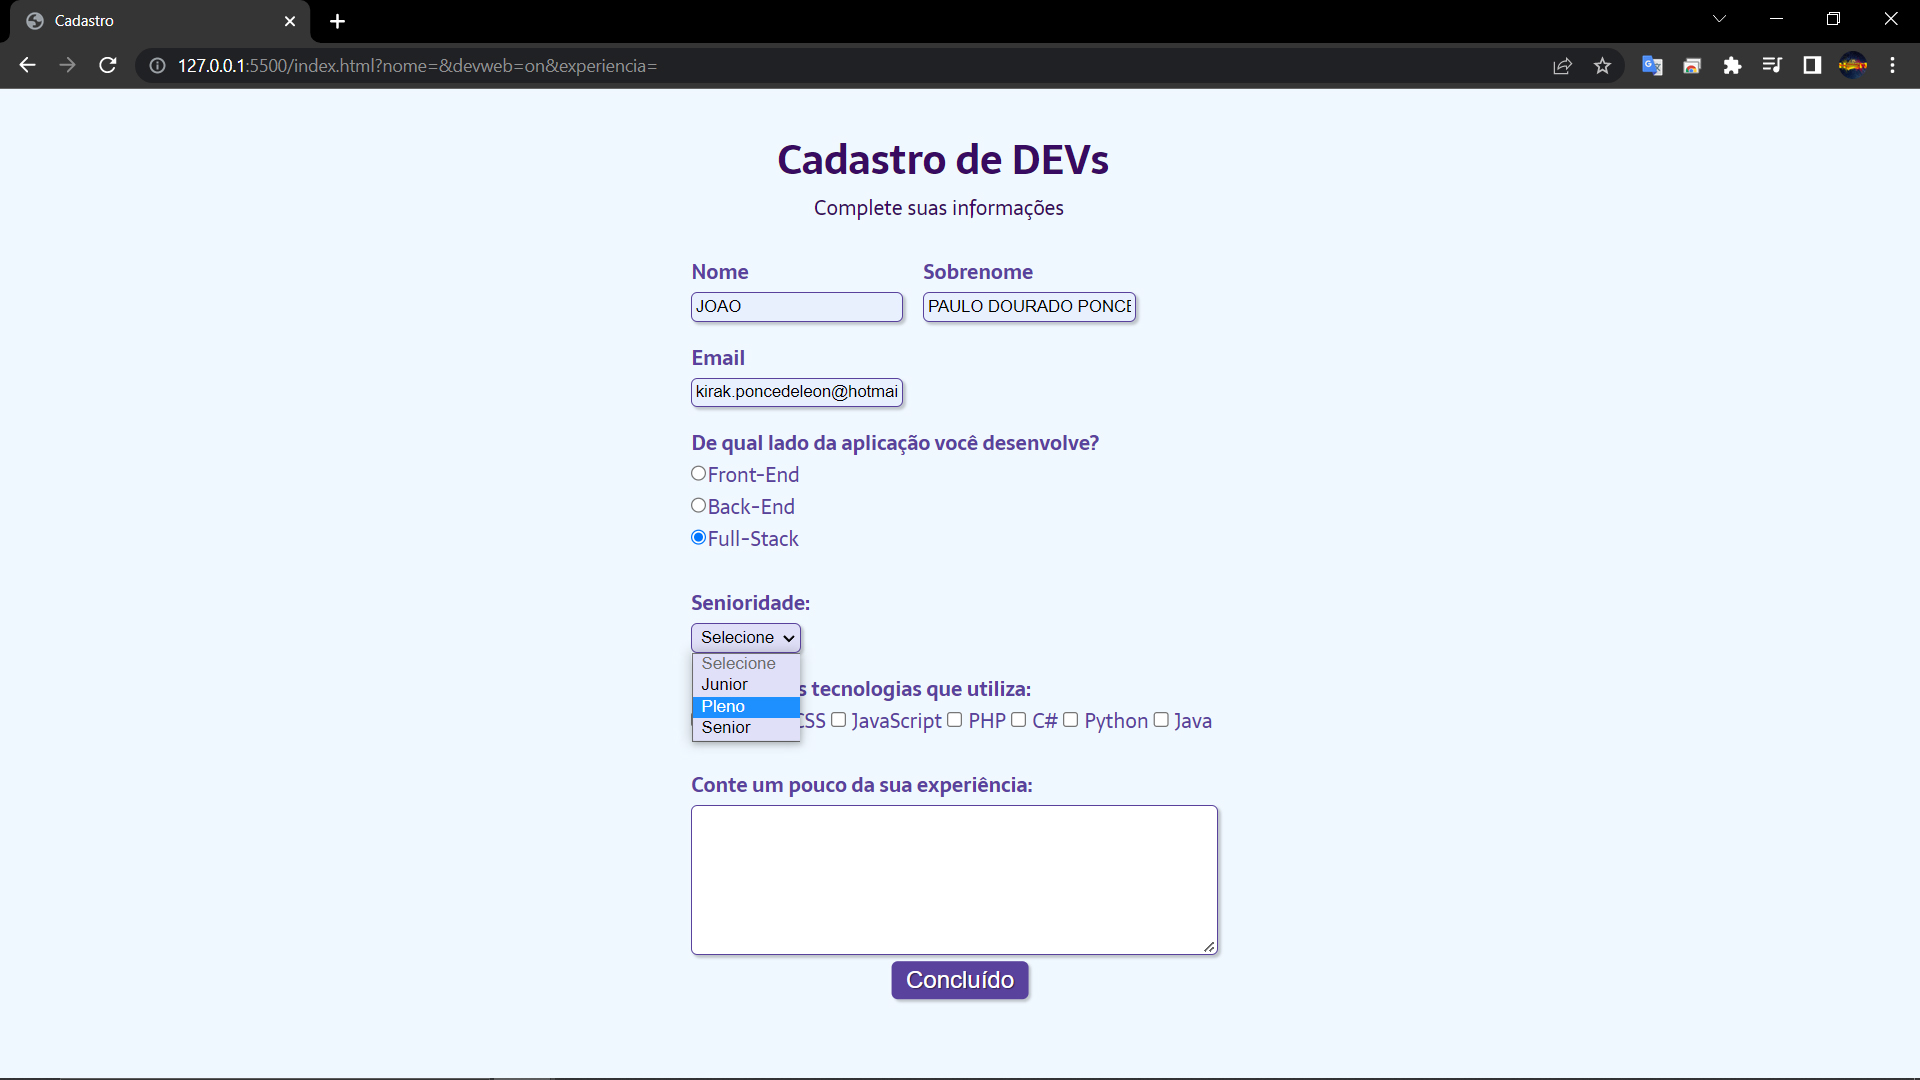 Cadastro
127.0.0.1:5500/index.html?nome=&devweb=on&experiencia=
Cadastro de DEVs
Complete suas informações
Nome Sobrenome
JOAO PAULO DOURADO PONCE
Email
kirak.poncedeleon@hotmai
De qual lado da aplicação você desenvolve?
Front-End
Back-End
Full-Stack
Senioridade:
Selecione
Selecione
Junior
s tecnologias que utiliza:
Pleno
CSS JavaScript PHP C# Python Java
Senior
Conte um pouco da sua experiência:
Concluído